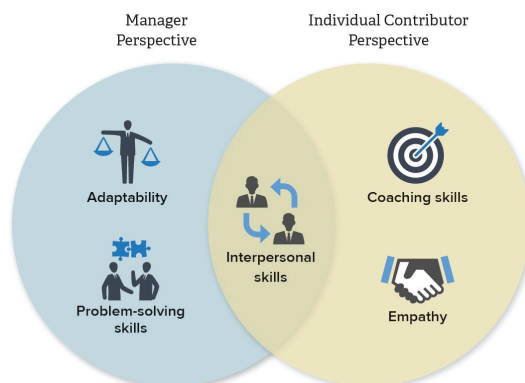 Manager
Perspective
Individual Contributor
Perspective
Adaptability
Coaching skills
Interpersonal
skills
Problem-solving
skills
Empathy